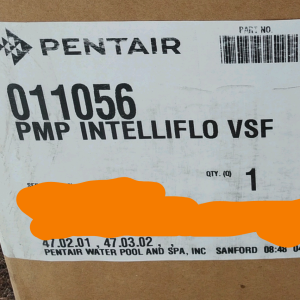 PENTAIR
PART NO.
011056
PMP INTELLIFLO VSF
QTY. (Q) 1
47.02.01 , 47.03.02 , ,
PENTAIR WATER POOL AND SPA, INC SANFORD 08:48